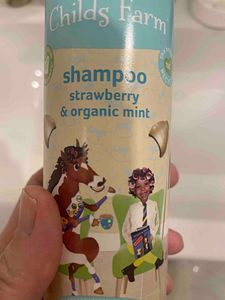 Childs Farm
shampoo
strawberry
& organic mint